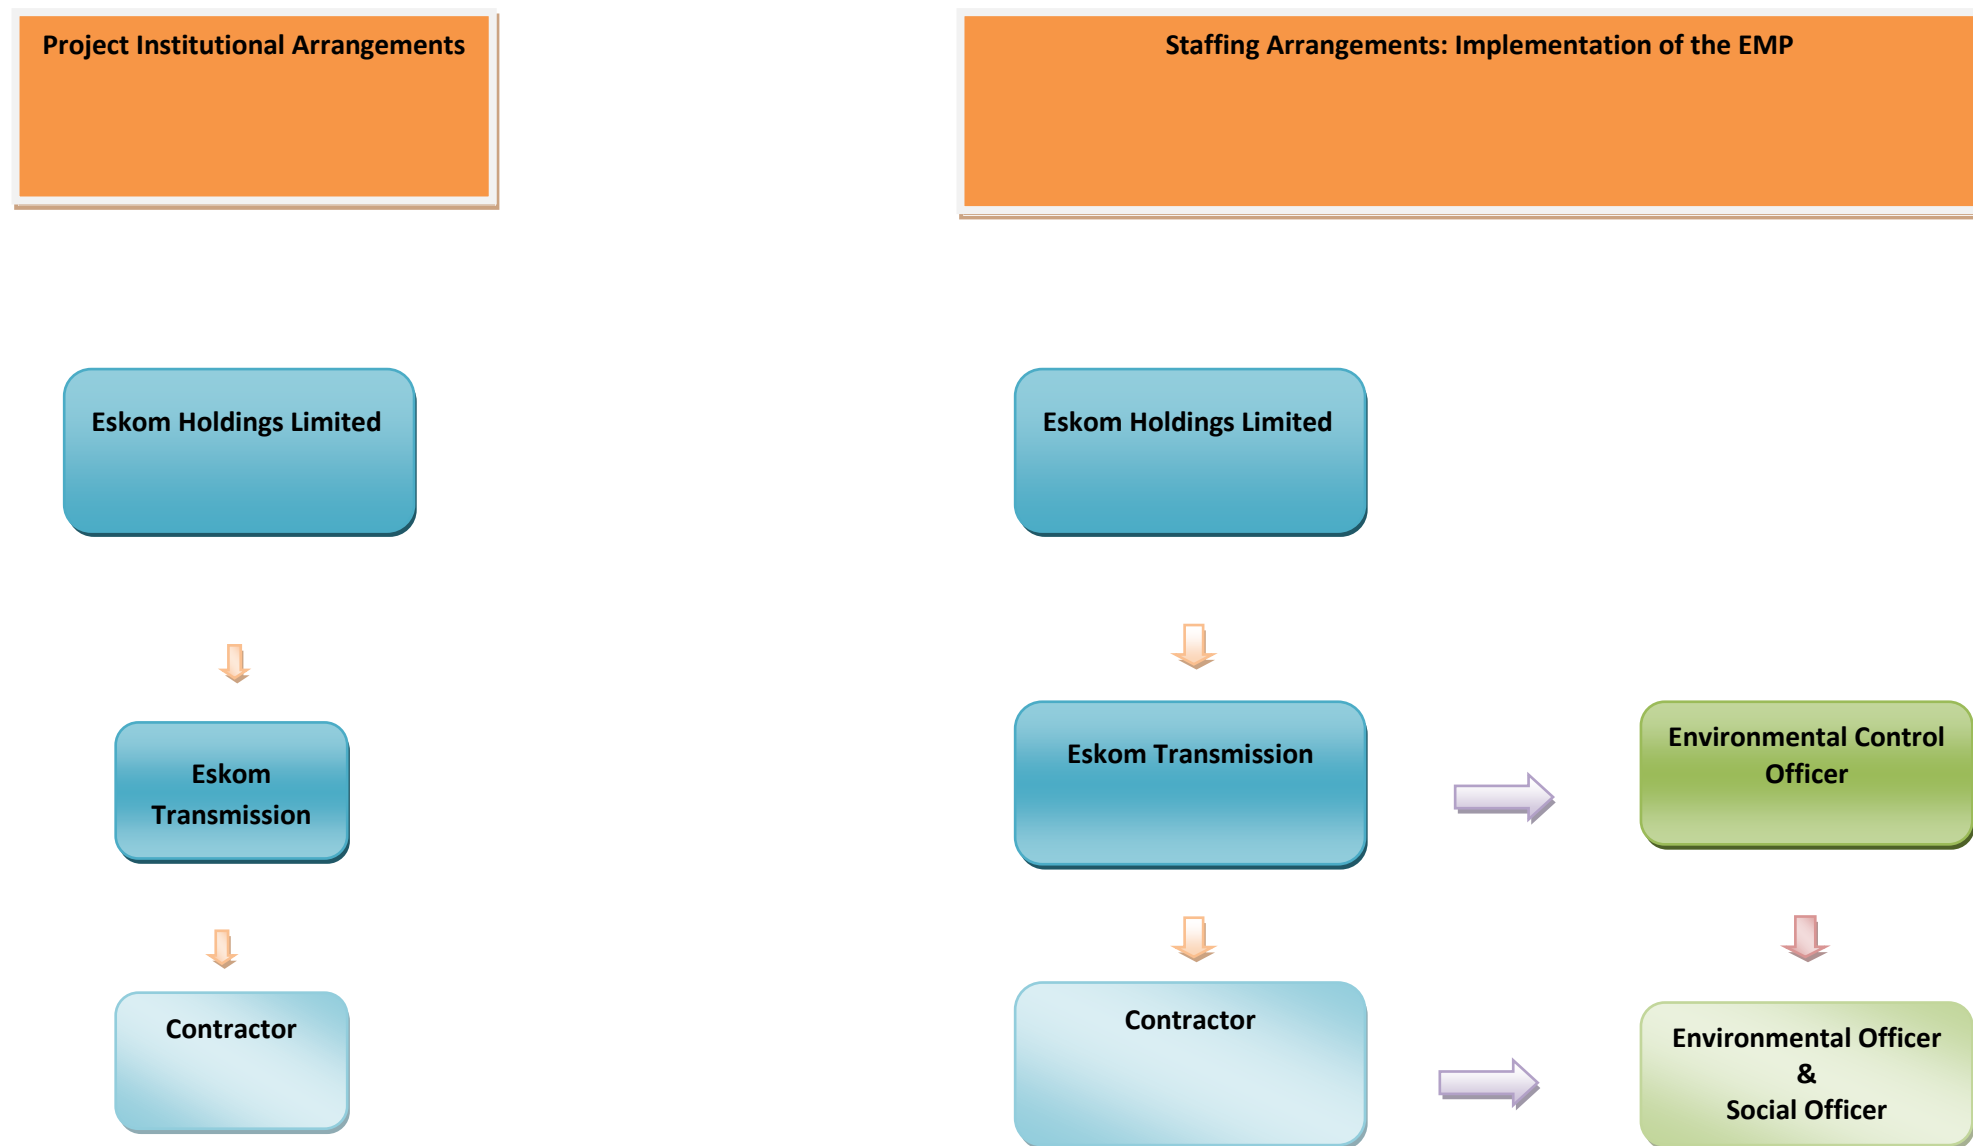 Project Institutional Arrangements
Staffing Arrangements: Implementation of the EMP
Eskom Holdings Limited
Eskom Holdings Limited
Eskom
Transmission
Eskom Transmission
Environmental Control
Officer
Contractor
Contractor
Environmental Officer
&
Social Officer